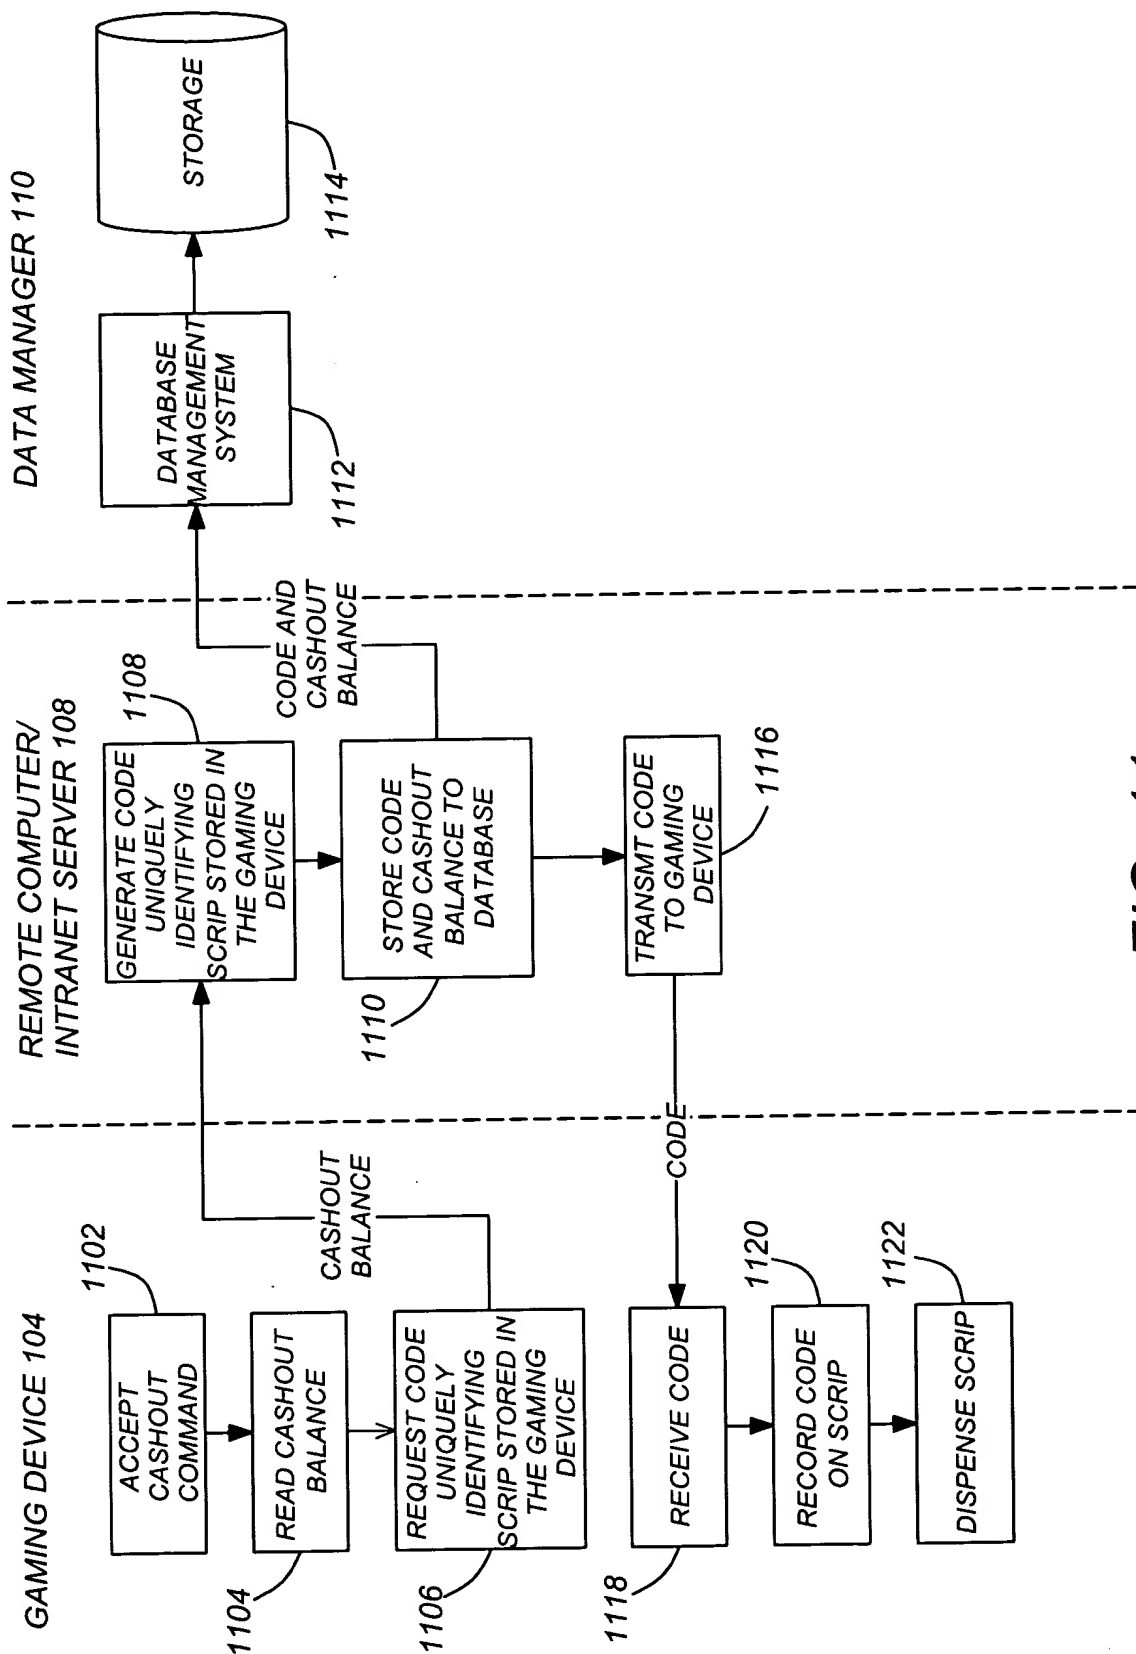 GAMING DEVICE 104
REMOTE COMPUTER/
INTRANET SERVER 108
DATA MANAGER 110
1102
ACCEPT
CASHOUT
COMMAND
READ CASHOUT
BALANCE
1104
REQUEST CODE
UNIQUELY
IDENTIFYING
SCRIP STORED IN
THE GAMING
DEVICE
1106
CASHOUT
BALANCE
1108
GENERATE CODE
UNIQUELY
IDENTIFYING
SCRIP STORED IN
THE GAMING
DEVICE
STORE CODE
AND CASHOUT
BALANCE TO
DATABASE
1110
CODE AND
CASHOUT
BALANCE
DATABASE
MANAGEMENT
SYSTEM
1112
STORAGE
1114
TRANSMT CODE
TO GAMING
DEVICE
1116
CODE
RECEIVE CODE
1118
RECORD CODE
ON SCRIP
1120
DISPENSE SCRIP
1122